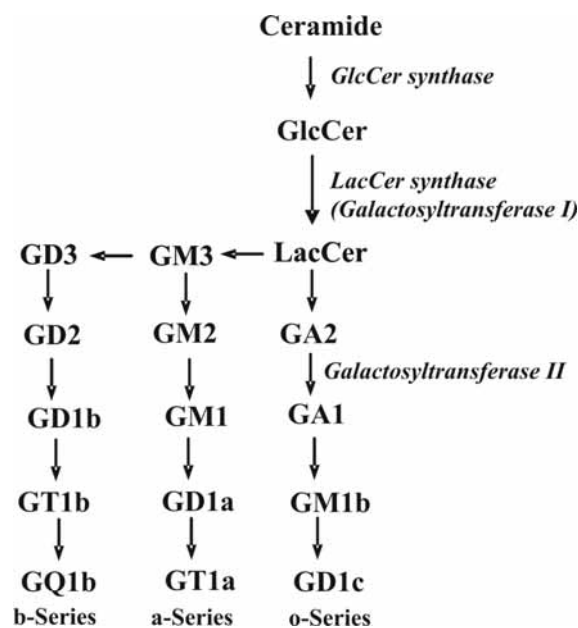 Ceramide
GlcCer synthase
GlcCer
LacCer synthase
(Galactosyltransferase I)
GD3 GM3 LacCer
GD2 GM2 GA2
Galactosyltransferase II
GD1b GM1 GA1
GT1b GD1a GM1b
GQ1b GT1a GD1c
b-Series a-Series o-Series